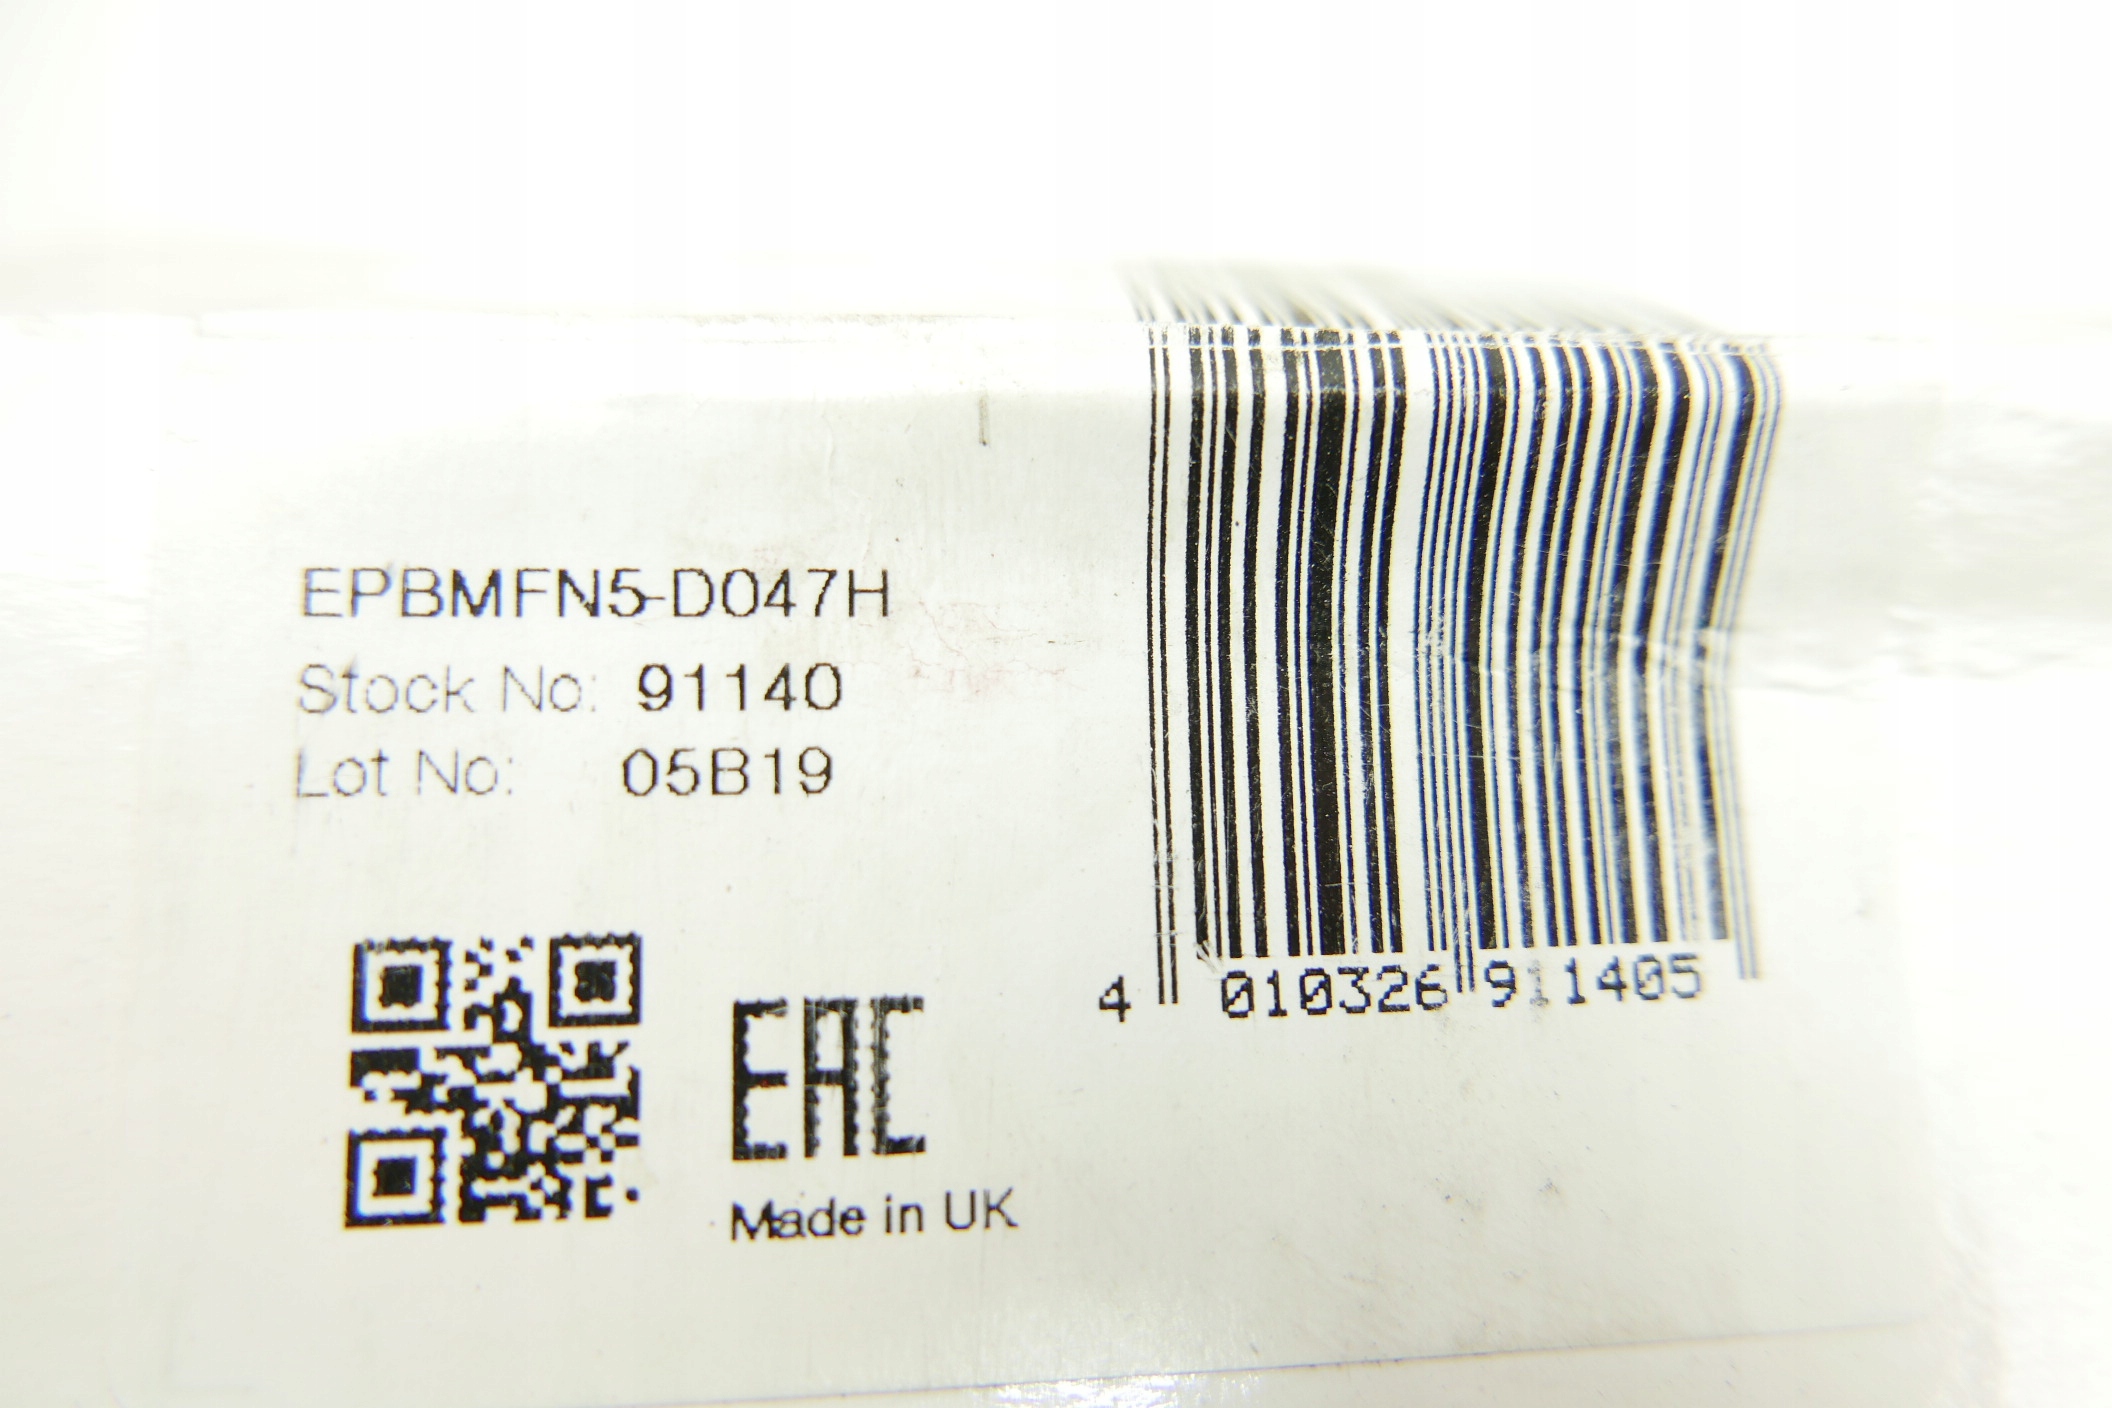 EPBMFN5-D047H
Stock No: 91140
Lot No: 05B19
4 010326 911405
EAC
Made in UK